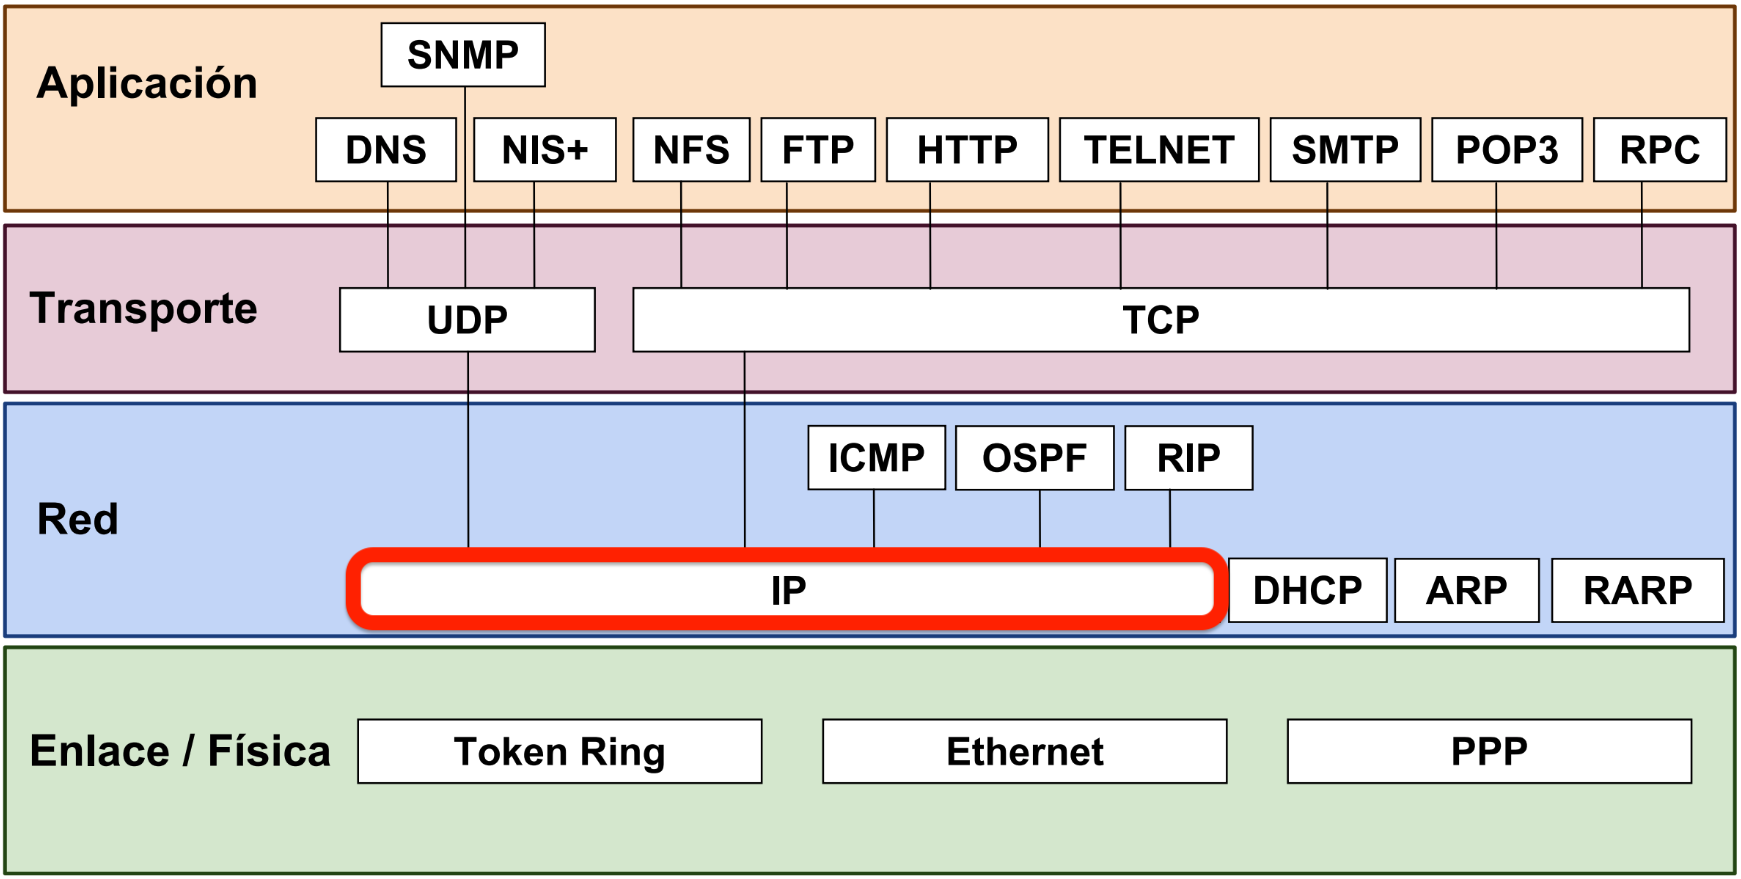 SNMP
Aplicación
DNS NIS+ NFS FTP HTTP TELNET SMTP POP3 RPC
Transporte
UDP TCP
ICMP OSPF RIP
Red
IP DHCP ARP RARP
Enlace / Física Token Ring Ethernet PPP